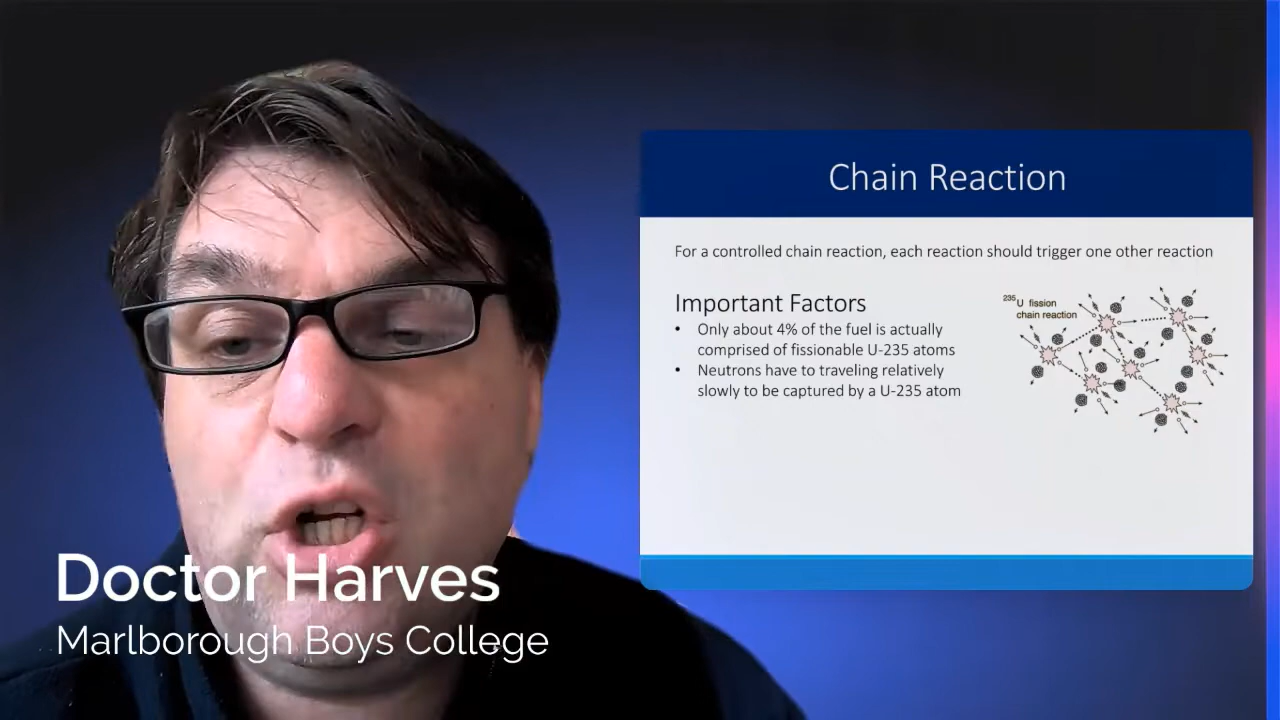 Chain Reaction
For a controlled chain reaction, each reaction should trigger one other reaction
Important Factors
• Only about 4% of the fuel is actually
comprised of fissionable U-235 atoms
• Neutrons have to traveling relatively
slowly to be captured by a U-235 atom
235U fission
chain reaction
Doctor Harves
Marlborough Boys College